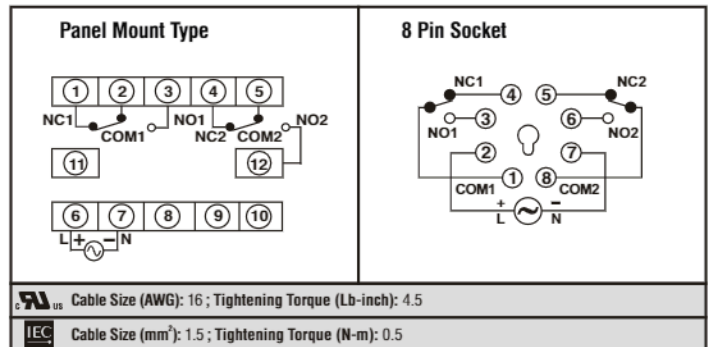 Panel Mount Type
1 2 3 4 5
NC1 COM1 NO1 NC2 COM2 NO2
11 12
6 7 8 9 10
L + ~ − N
8 Pin Socket
NC1 4 5 NC2
NO1 3 6 NO2
2 7
COM1 1 8 COM2
+ ~ −
L N
c RU us Cable Size (AWG): 16 ; Tightening Torque (Lb-inch): 4.5
IEC Cable Size (mm²): 1.5 ; Tightening Torque (N-m): 0.5